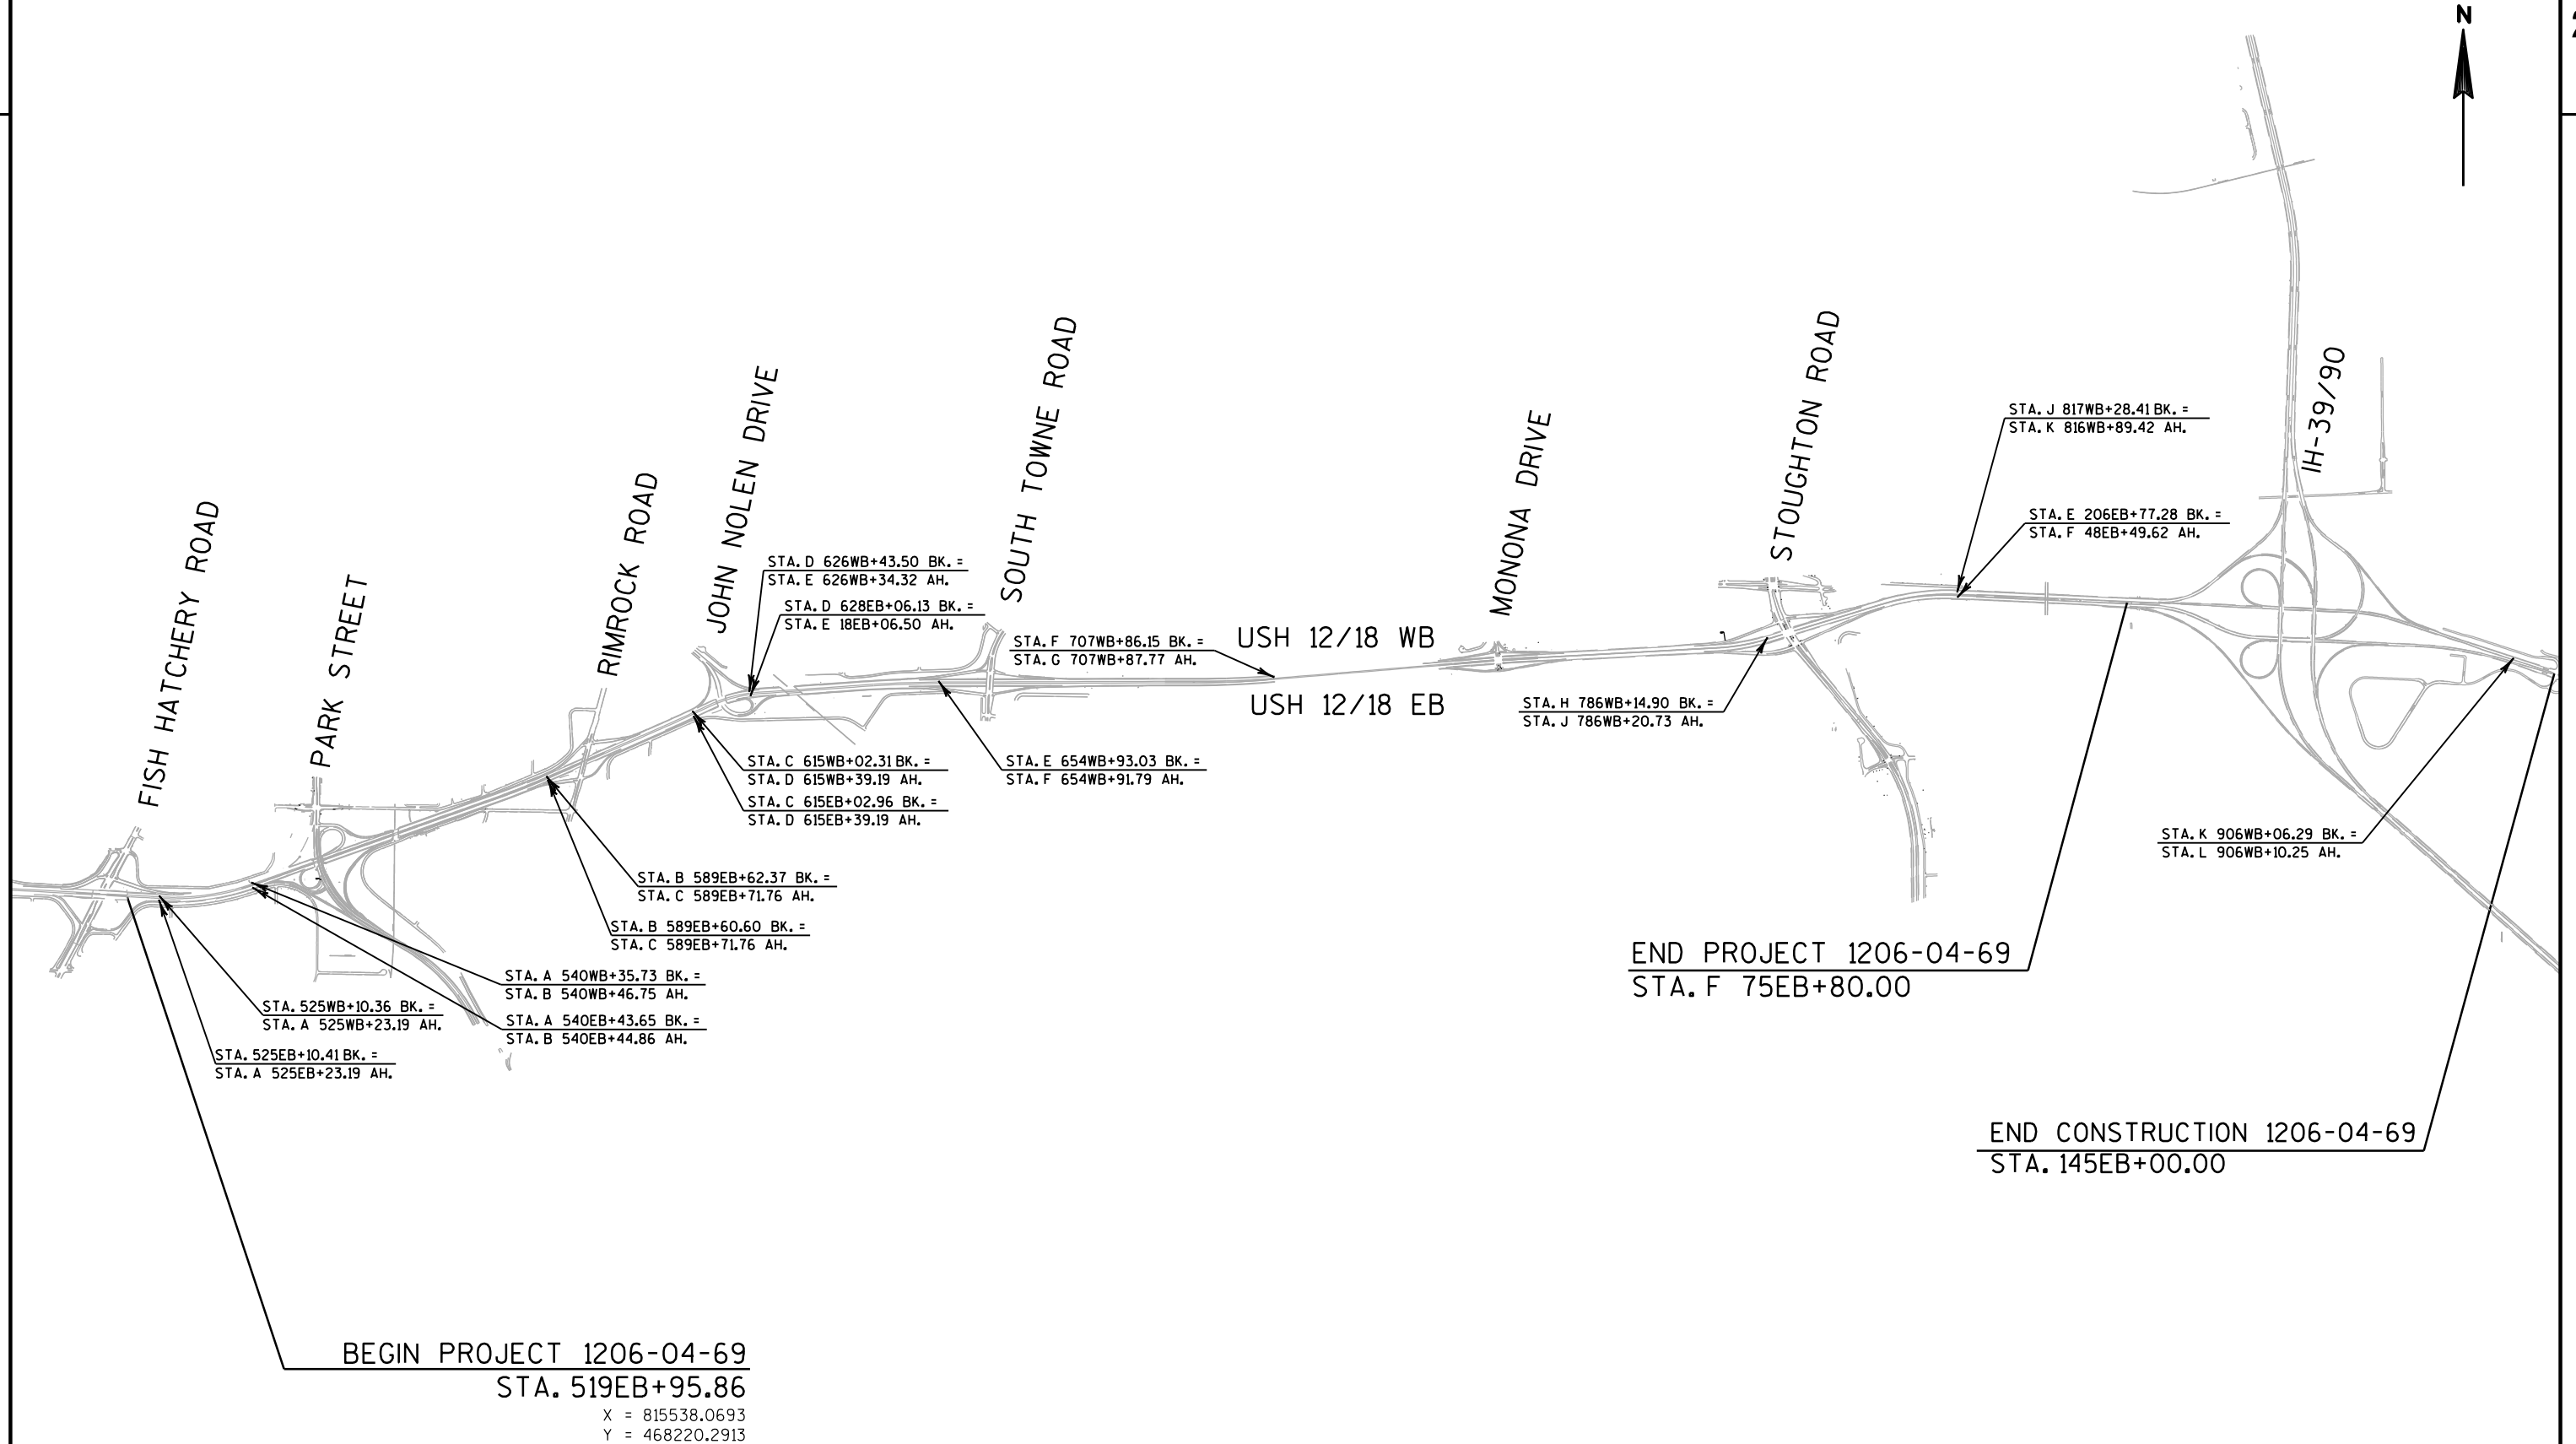 N
FISH HATCHERY ROAD
PARK STREET
RIMROCK ROAD
JOHN NOLEN DRIVE
SOUTH TOWNE ROAD
MONONA DRIVE
STOUGHTON ROAD
IH-39/90
STA. J 817WB+28.41 BK. =
STA. K 816WB+89.42 AH.
STA. E 206EB+77.28 BK. =
STA. F 48EB+49.62 AH.
STA. D 626WB+43.50 BK. =
STA. E 626WB+34.32 AH.
STA. D 628EB+06.13 BK. =
STA. E 18EB+06.50 AH.
STA. F 707WB+86.15 BK. =
STA. G 707WB+87.77 AH.
USH 12/18 WB
USH 12/18 EB
STA. H 786WB+14.90 BK. =
STA. J 786WB+20.73 AH.
STA. C 615WB+02.31 BK. =
STA. D 615WB+39.19 AH.
STA. C 615EB+02.96 BK. =
STA. D 615EB+39.19 AH.
STA. E 654WB+93.03 BK. =
STA. F 654WB+91.79 AH.
STA. K 906WB+06.29 BK. =
STA. L 906WB+10.25 AH.
STA. B 589EB+62.37 BK. =
STA. C 589EB+71.76 AH.
STA. B 589EB+60.60 BK. =
STA. C 589EB+71.76 AH.
STA. A 540WB+35.73 BK. =
STA. B 540WB+46.75 AH.
STA. A 540EB+43.65 BK. =
STA. B 540EB+44.86 AH.
STA. 525WB+10.36 BK. =
STA. A 525WB+23.19 AH.
STA. 525EB+10.41 BK. =
STA. A 525EB+23.19 AH.
END PROJECT 1206-04-69
STA. F 75EB+80.00
END CONSTRUCTION 1206-04-69
STA. 145EB+00.00
BEGIN PROJECT 1206-04-69
STA. 519EB+95.86
X = 815538.0693
Y = 468220.2913